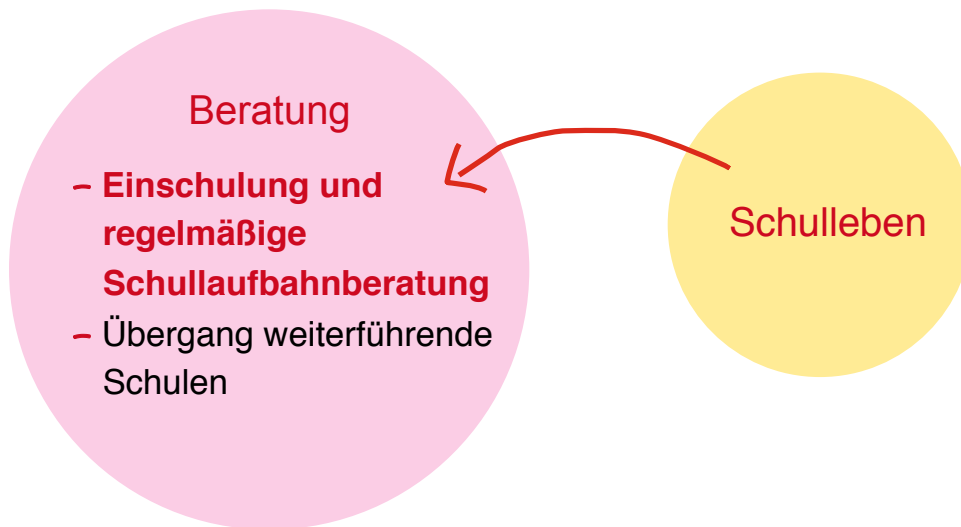 Beratung
– Einschulung und
regelmäßige
Schullaufbahnberatung
– Übergang weiterführende
Schulen
Schulleben